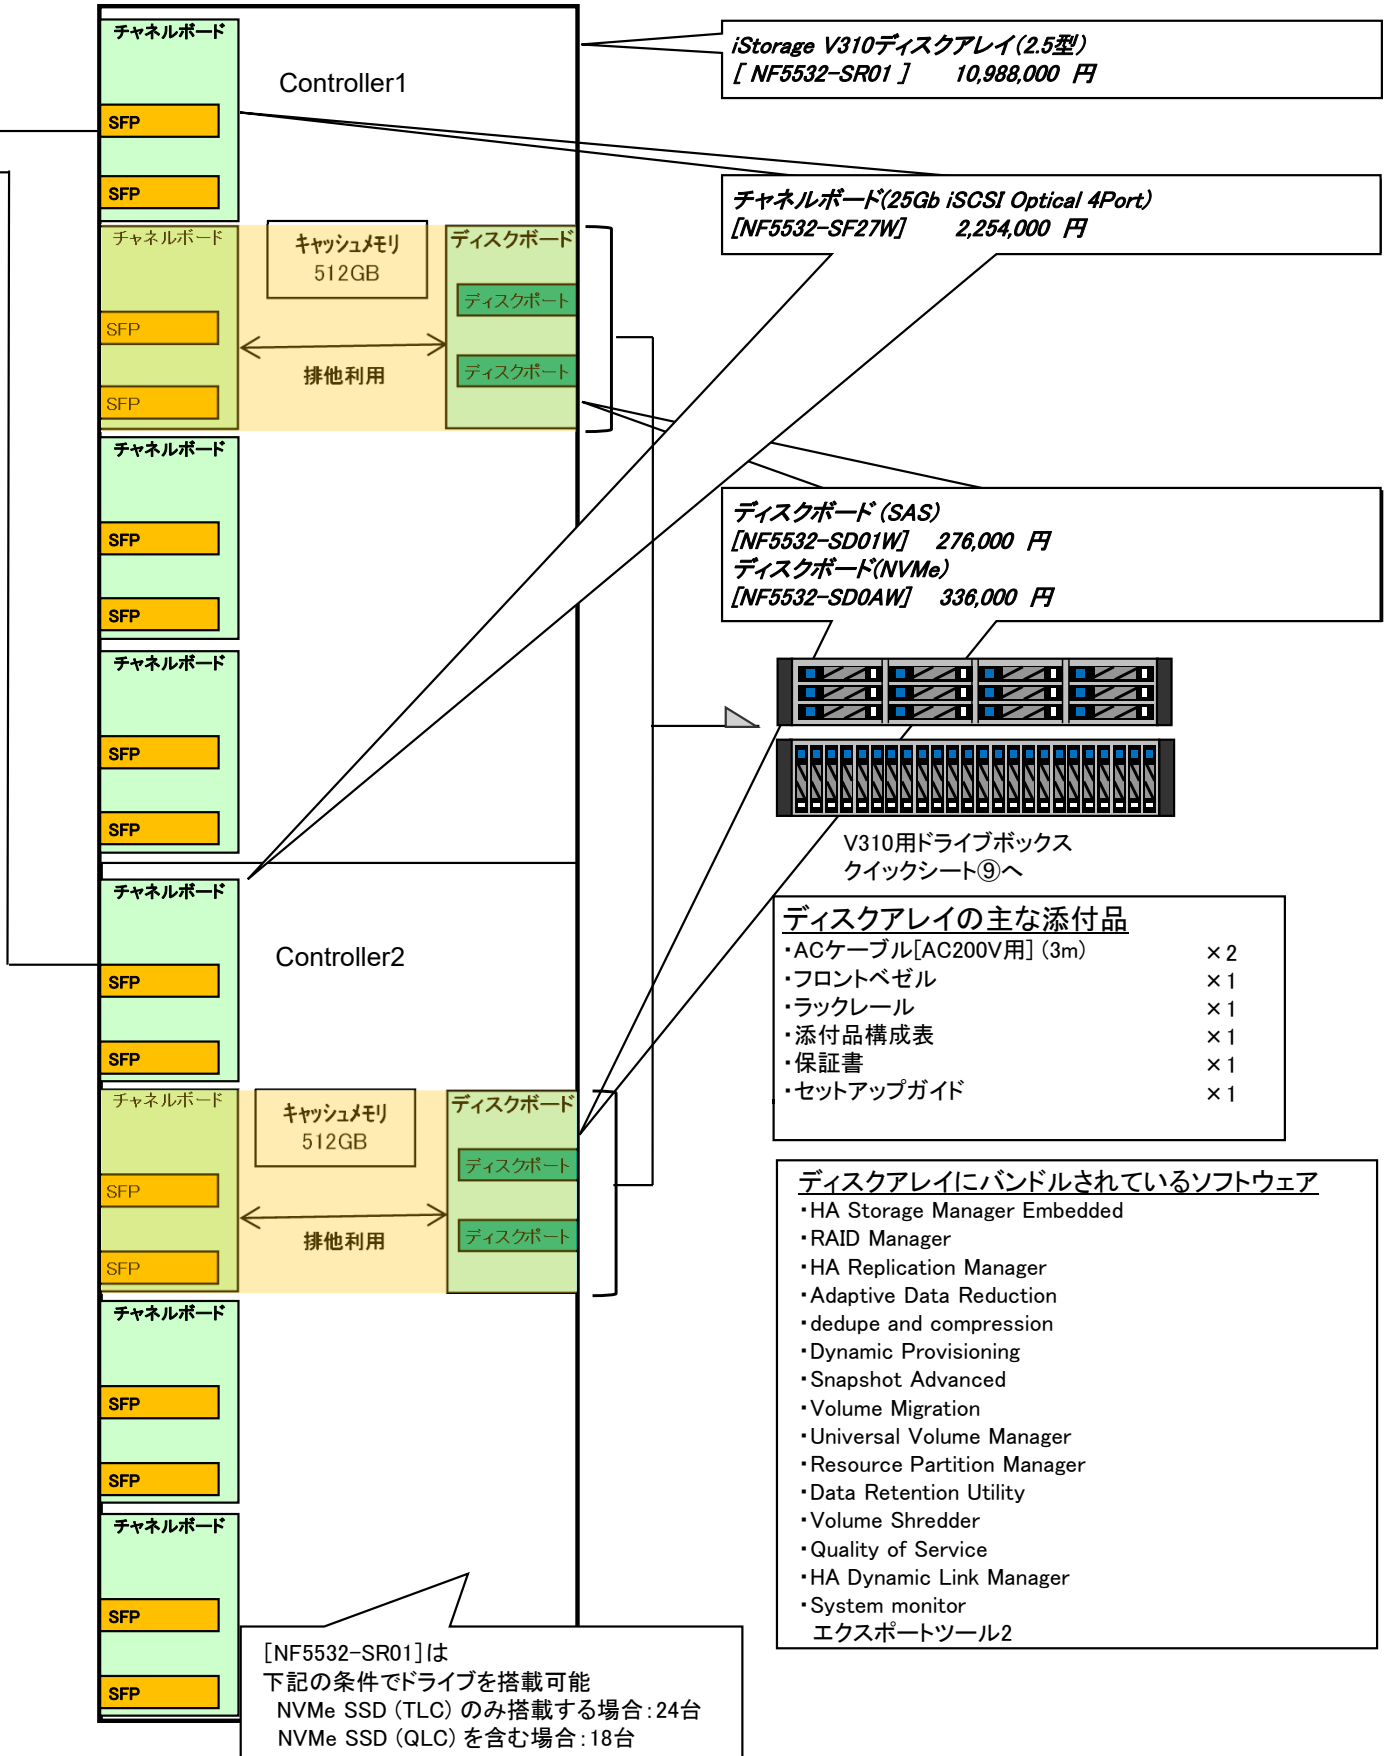 チャネルボード
Controller1
SFP
SFP
チャネルボード
キャッシュメモリ
512GB
ディスクボード
ディスクポート
SFP
排他利用
ディスクポート
SFP
チャネルボード
SFP
SFP
チャネルボード
SFP
SFP
チャネルボード
Controller2
SFP
SFP
チャネルボード
キャッシュメモリ
512GB
ディスクボード
ディスクポート
SFP
排他利用
ディスクポート
SFP
チャネルボード
SFP
SFP
チャネルボード
SFP
SFP
iStorage V310ディスクアレイ(2.5型)
[ NF5532-SR01 ] 10,988,000 円
チャネルボード(25Gb iSCSI Optical 4Port)
[NF5532-SF27W] 2,254,000 円
ディスクボード (SAS)
[NF5532-SD01W] 276,000 円
ディスクボード(NVMe)
[NF5532-SD0AW] 336,000 円
V310用ドライブボックス
クイックシート⑨へ
ディスクアレイの主な添付品
・ACケーブル[AC200V用] (3m) ×2
・フロントベゼル ×1
・ラックレール ×1
・添付品構成表 ×1
・保証書 ×1
・セットアップガイド ×1
ディスクアレイにバンドルされているソフトウェア
・HA Storage Manager Embedded
・RAID Manager
・HA Replication Manager
・Adaptive Data Reduction
・dedupe and compression
・Dynamic Provisioning
・Snapshot Advanced
・Volume Migration
・Universal Volume Manager
・Resource Partition Manager
・Data Retention Utility
・Volume Shredder
・Quality of Service
・HA Dynamic Link Manager
・System monitor
エクスポートツール2
[NF5532-SR01]は
下記の条件でドライブを搭載可能
NVMe SSD (TLC) のみ搭載する場合:24台
NVMe SSD (QLC) を含む場合:18台